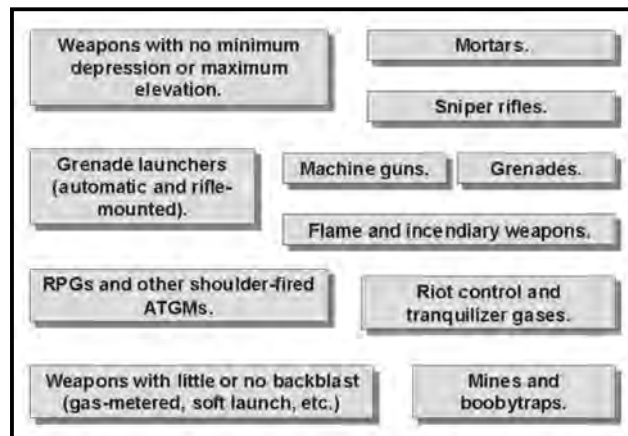 Weapons with no minimum
depression or maximum
elevation.
Mortars.
Sniper rifles.
Grenade launchers
(automatic and rifle-
mounted).
Machine guns.
Grenades.
Flame and incendiary weapons.
RPGs and other shoulder-fired
ATGMs.
Riot control and
tranquilizer gases.
Weapons with little or no backblast
(gas-metered, soft launch, etc.)
Mines and
boobytraps.